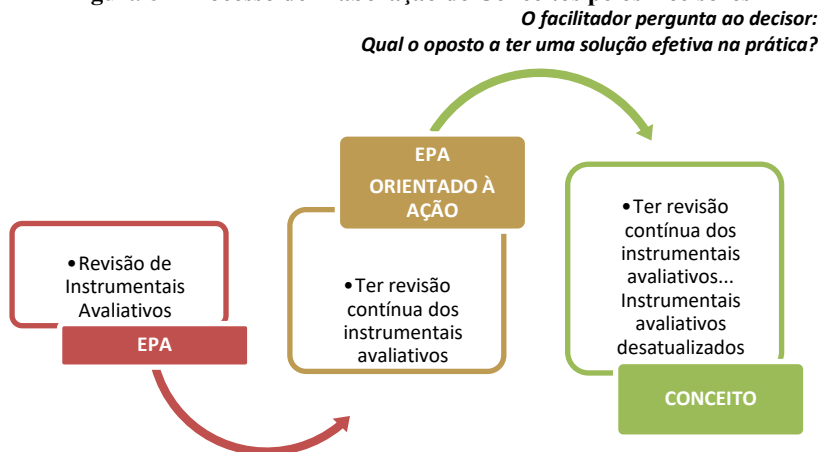 O facilitador pergunta ao decisor:
Qual o oposto a ter uma solução efetiva na prática?
•Revisão de
Instrumentais
Avaliativos
EPA
EPA
ORIENTADO À
AÇÃO
•Ter revisão
contínua dos
instrumentais
avaliativos
•Ter revisão
contínua dos
instrumentais
avaliativos...
Instrumentais
avaliativos
desatualizados
CONCEITO